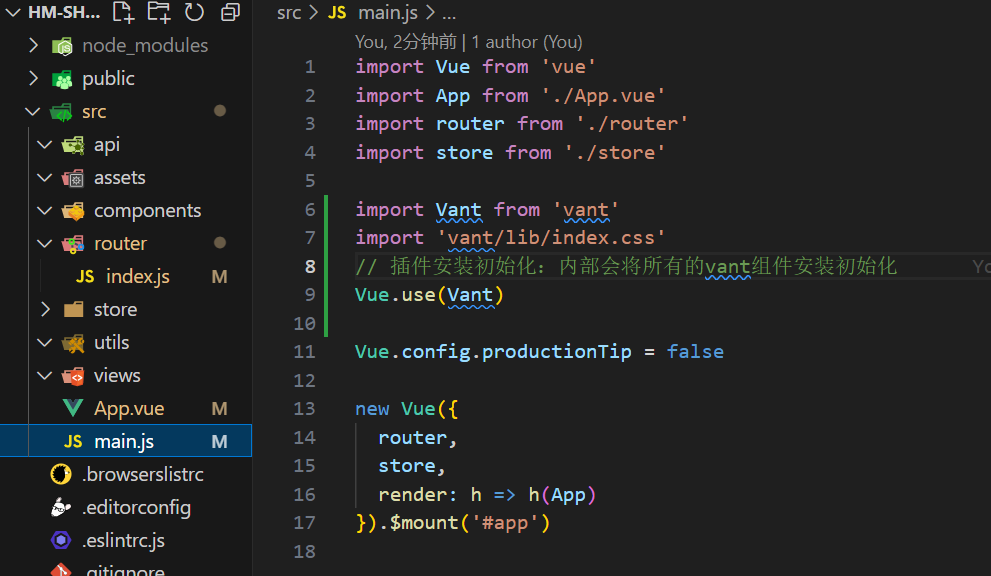 HM-SH...
node_modules
public
src
api
assets
components
router
JS index.js M
store
utils
views
App.vue M
JS main.js M
.browserslistrc
.editorconfig
.eslintrc.js
.gitignore
src > JS main.js > ...
You, 2分钟前 | 1 author (You)
1 import Vue from 'vue'
2 import App from './App.vue'
3 import router from './router'
4 import store from './store'
5
6 import Vant from 'vant'
7 import 'vant/lib/index.css'
8 // 插件安装初始化：内部会将所有的vant组件安装初始化
9 Vue.use(Vant)
10
11 Vue.config.productionTip = false
12
13 new Vue({
14 router,
15 store,
16 render: h => h(App)
17 }).$mount('#app')
18